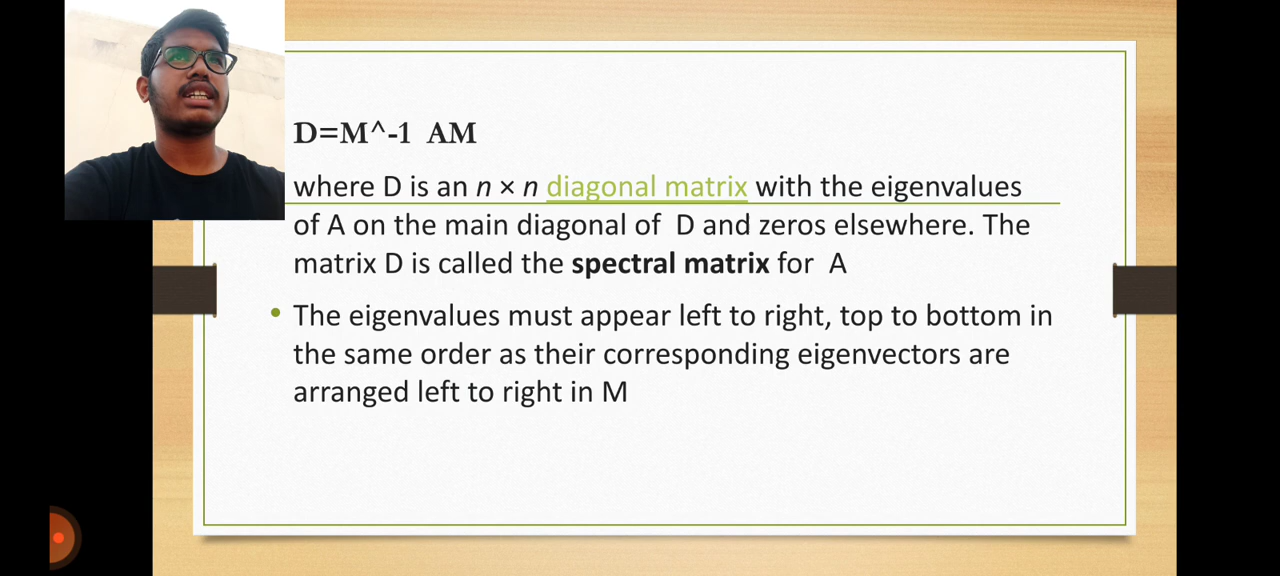 D=M^-1 AM
where D is an n × n diagonal matrix with the eigenvalues
of A on the main diagonal of D and zeros elsewhere. The
matrix D is called the spectral matrix for A
• The eigenvalues must appear left to right, top to bottom in
the same order as their corresponding eigenvectors are
arranged left to right in M